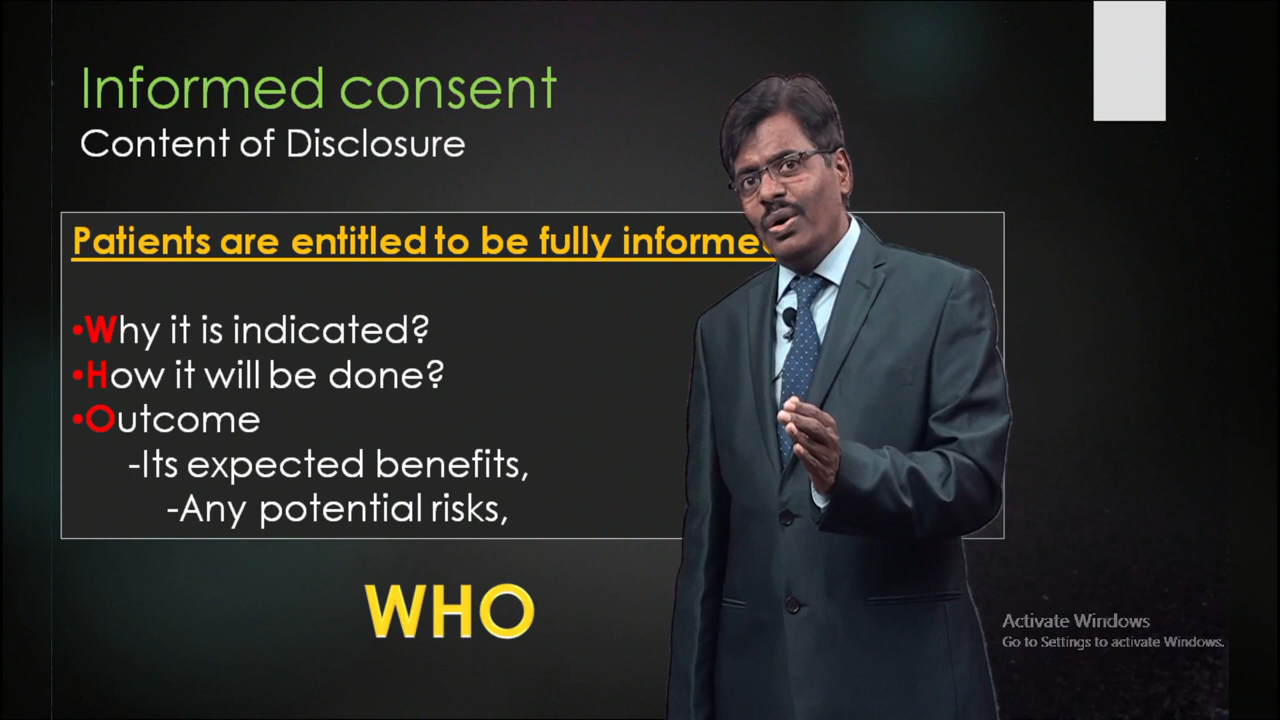 Informed consent
Content of Disclosure
Patients are entitled to be fully informe
•Why it is indicated?
•How it will be done?
•Outcome
-Its expected benefits,
-Any potential risks,
WHO
Activate Windows
Go to Settings to activate Windows.